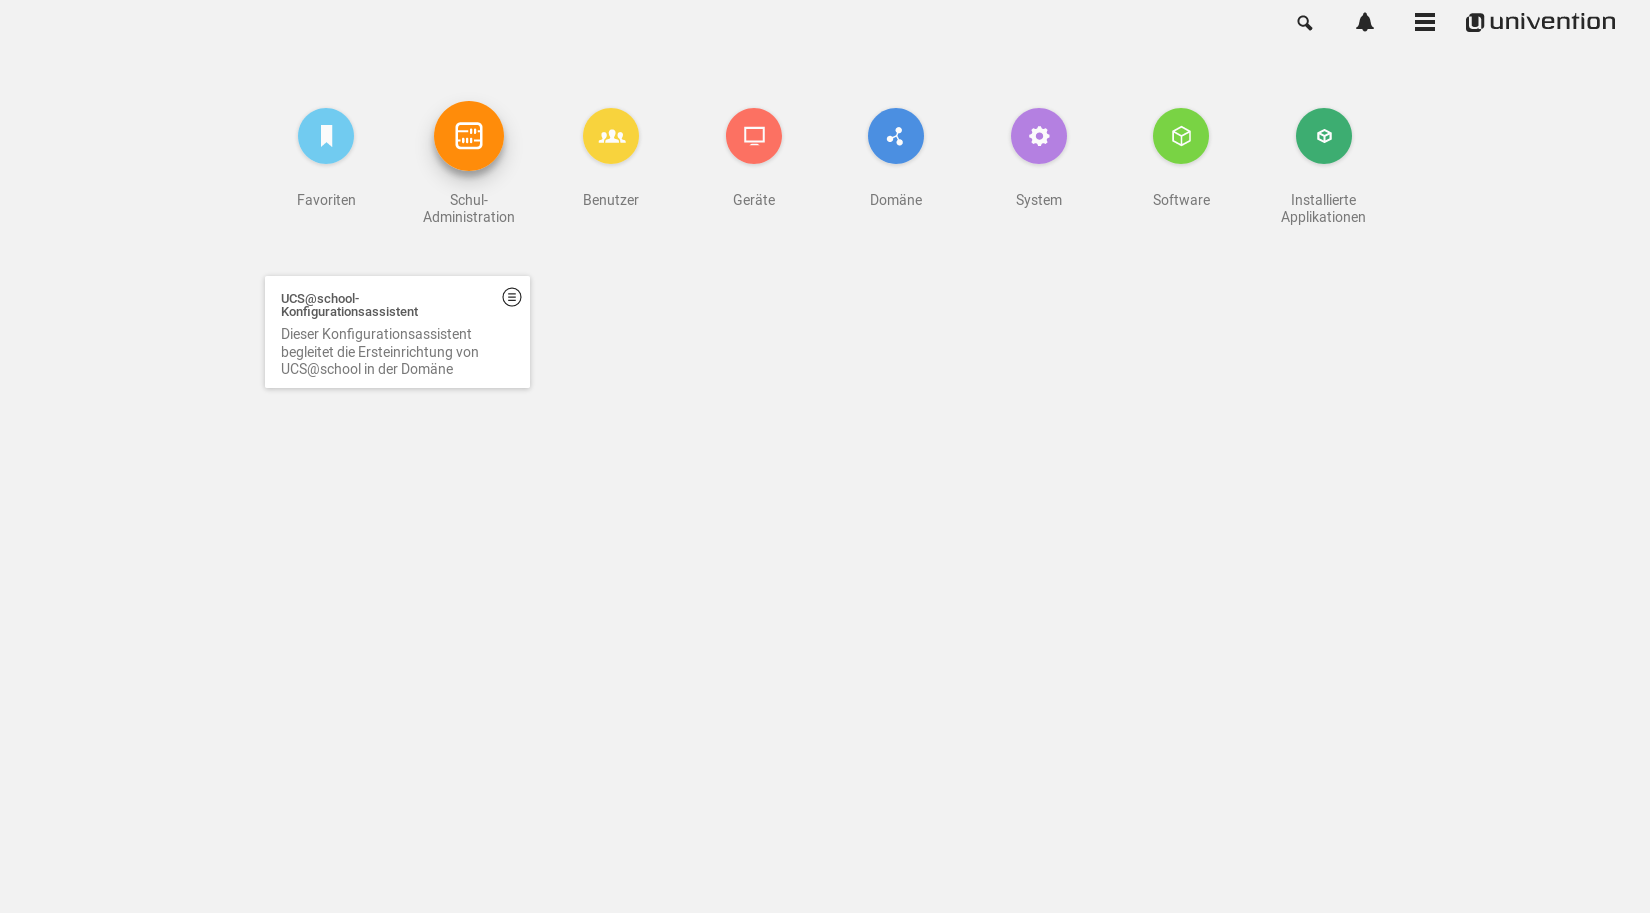 univention
Favoriten
Schul-
Administration
Benutzer
Geräte
Domäne
System
Software
Installierte
Applikationen
UCS@school-
Konfigurationsassistent
Dieser Konfigurationsassistent
begleitet die Ersteinrichtung von
UCS@school in der Domäne